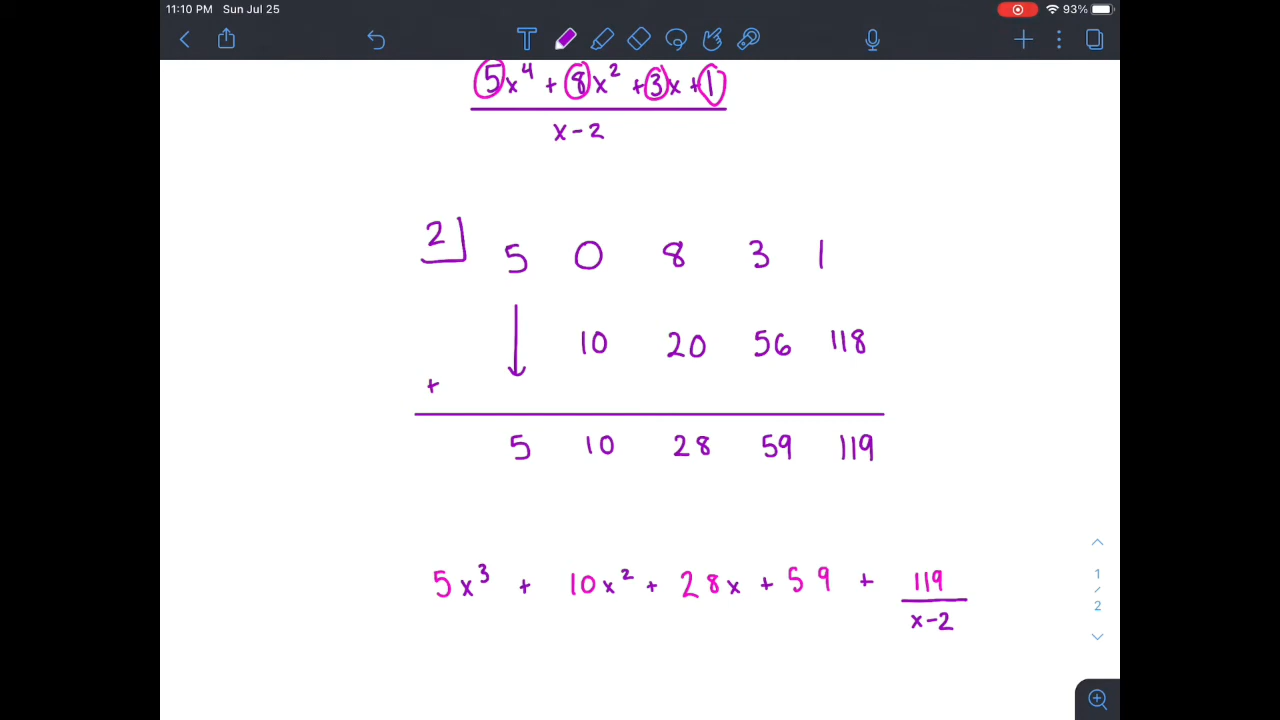 11:10 PM Sun Jul 25 93%
T
5x⁴ + 8x² + 3x + 1
x - 2
2 5 0 8 3 1
10 20 56 118
+
5 10 28 59 119
5x³ + 10x² + 28x + 59 + 119
x - 2
1
/
2